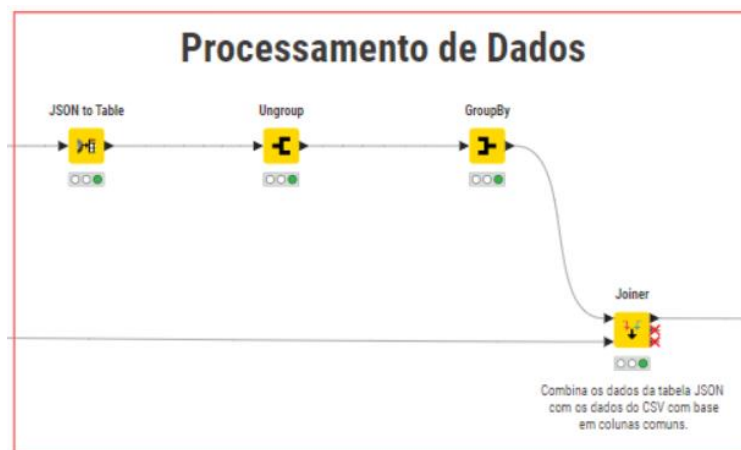 Processamento de Dados
JSON to Table
Ungroup
GroupBy
Joiner
Combina os dados da tabela JSON
com os dados do CSV com base
em colunas comuns.